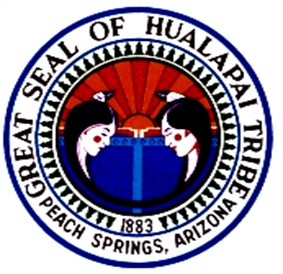 GREAT SEAL OF HUALAPAI TRIBE
1883
PEACH SPRINGS, ARIZONA